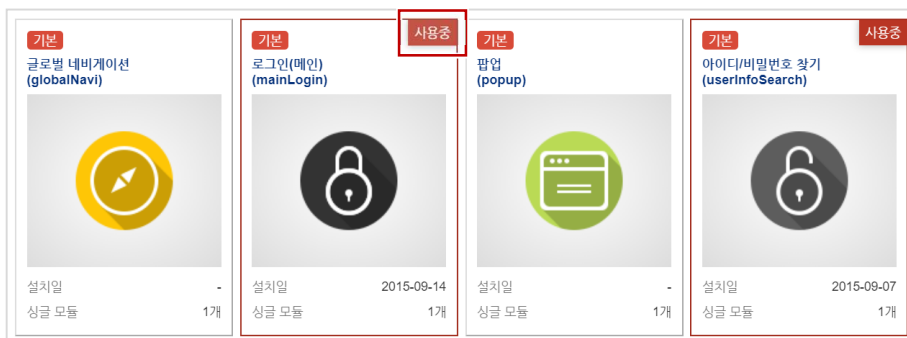 기본
글로벌 네비게이션
(globalNavi)
설치일 -
싱글 모듈 1개
기본 사용중
로그인(메인)
(mainLogin)
설치일 2015-09-14
싱글 모듈 1개
기본
팝업
(popup)
설치일 -
싱글 모듈 1개
기본 사용중
아이디/비밀번호 찾기
(userInfoSearch)
설치일 2015-09-07
싱글 모듈 1개